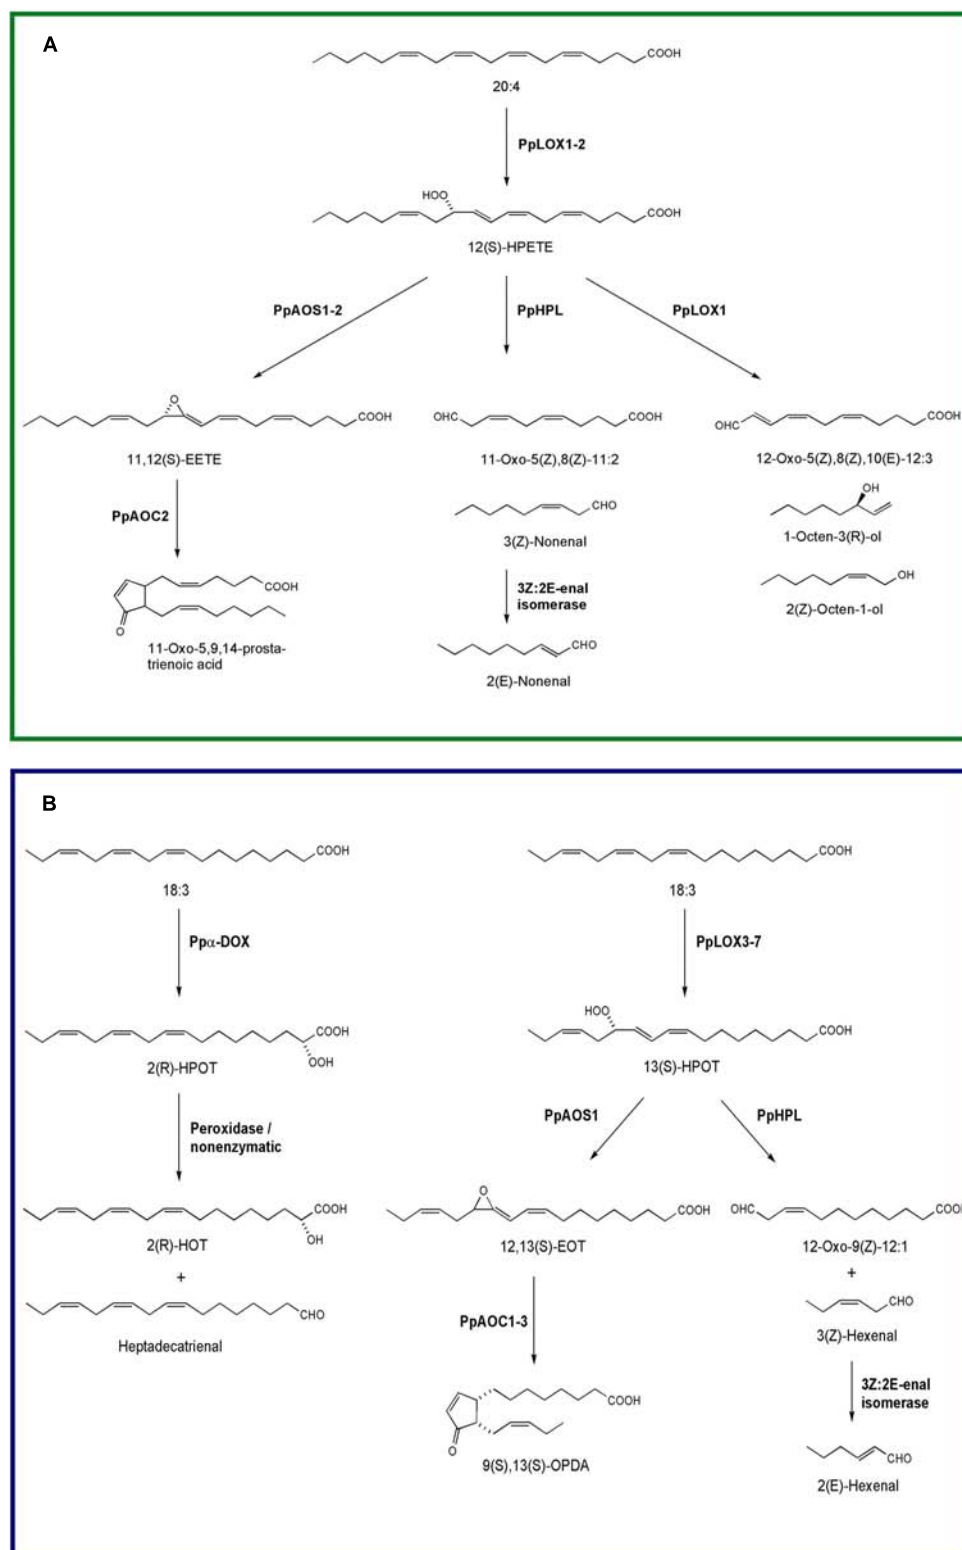 A
COOH
20:4
PpLOX1-2
HOO
COOH
12(S)-HPETE
PpAOS1-2
PpHPL
PpLOX1
O
COOH
11,12(S)-EETE
OHC
COOH
11-Oxo-5(Z),8(Z)-11:2
OHC
COOH
12-Oxo-5(Z),8(Z),10(E)-12:3
PpAOC2
COOH
O
11-Oxo-5,9,14-prosta-
trienoic acid
CHO
3(Z)-Nonenal
3Z:2E-enal
isomerase
CHO
2(E)-Nonenal
OH
1-Octen-3(R)-ol
OH
2(Z)-Octen-1-ol
B
COOH
18:3
Ppα-DOX
COOH
OOH
2(R)-HPOT
Peroxidase /
nonenzymatic
COOH
OH
2(R)-HOT
+
CHO
Heptadecatrienal
COOH
18:3
PpLOX3-7
HOO
COOH
13(S)-HPOT
PpAOS1
PpHPL
O
COOH
12,13(S)-EOT
PpAOC1-3
COOH
O
9(S),13(S)-OPDA
OHC
COO
12-Oxo-9(Z)-12:1
+
CHO
3(Z)-Hexenal
3Z:2E-enal
isomerase
CHO
2(E)-Hexenal